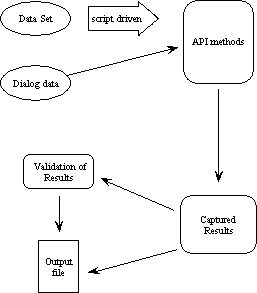 Data Set
script driven
API methods
Dialog data
Validation of
Results
Captured
Results
Output
file